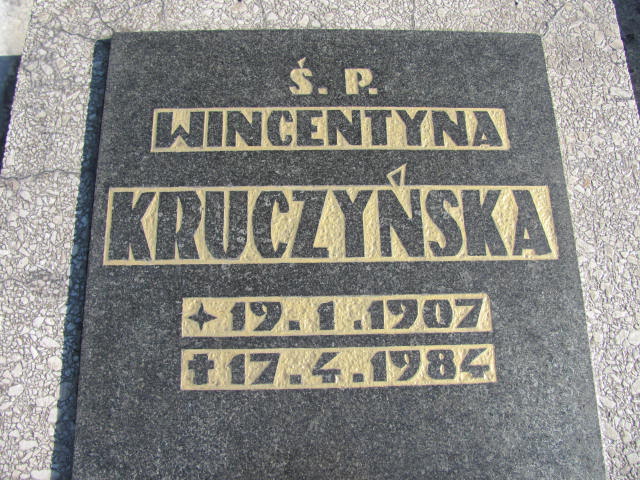 Ś. P.
WINCENTYNA
KRUCZYŃSKA
19.1.1907
✝17.4.1984